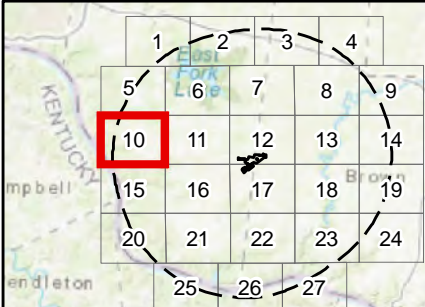 1 2 3 4
East
Fork
Lake
5 6 7 8 9
KENTUCKY
10 11 12 13 14
mpbell
Brown
15 16 17 18 19
20 21 22 23 24
endleton
25 26 27